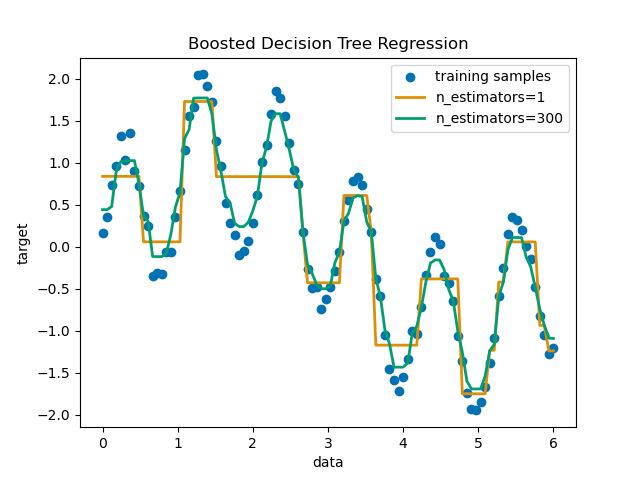 Boosted Decision Tree Regression
training samples
n_estimators=1
n_estimators=300
target
2.0
1.5
1.0
0.5
0.0
−0.5
−1.0
−1.5
−2.0
0 1 2 3 4 5 6
data